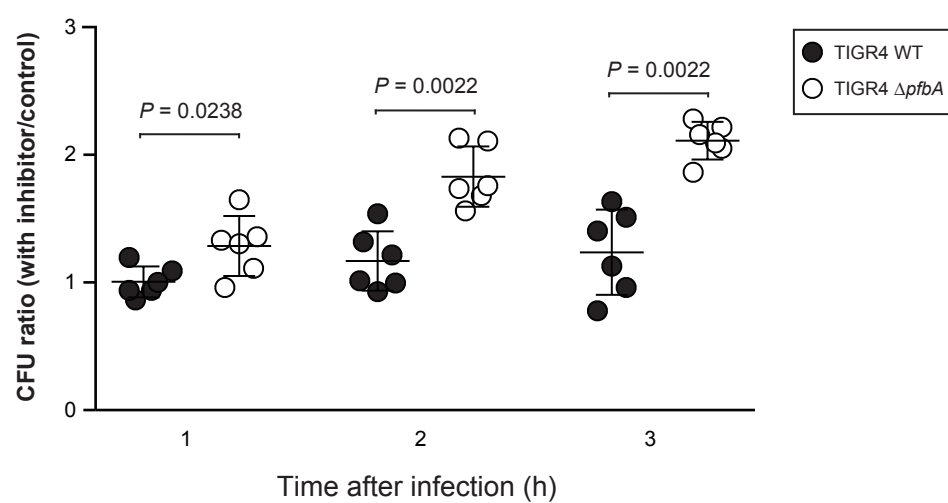 3
2
1
0
CFU ratio (with inhibitor/control)
P = 0.0238
P = 0.0022
P = 0.0022
1 2 3
Time after infection (h)
TIGR4 WT
TIGR4 ΔpfbA